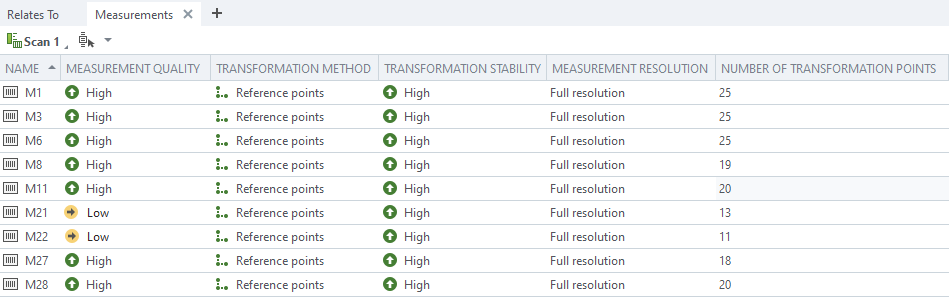 Relates To Measurements
Scan 1
NAME MEASUREMENT QUALITY TRANSFORMATION METHOD TRANSFORMATION STABILITY MEASUREMENT RESOLUTION NUMBER OF TRANSFORMATION POINTS
M1 High Reference points High Full resolution 25
M3 High Reference points High Full resolution 25
M6 High Reference points High Full resolution 25
M8 High Reference points High Full resolution 19
M11 High Reference points High Full resolution 20
M21 Low Reference points High Full resolution 13
M22 Low Reference points High Full resolution 11
M27 High Reference points High Full resolution 18
M28 High Reference points High Full resolution 20